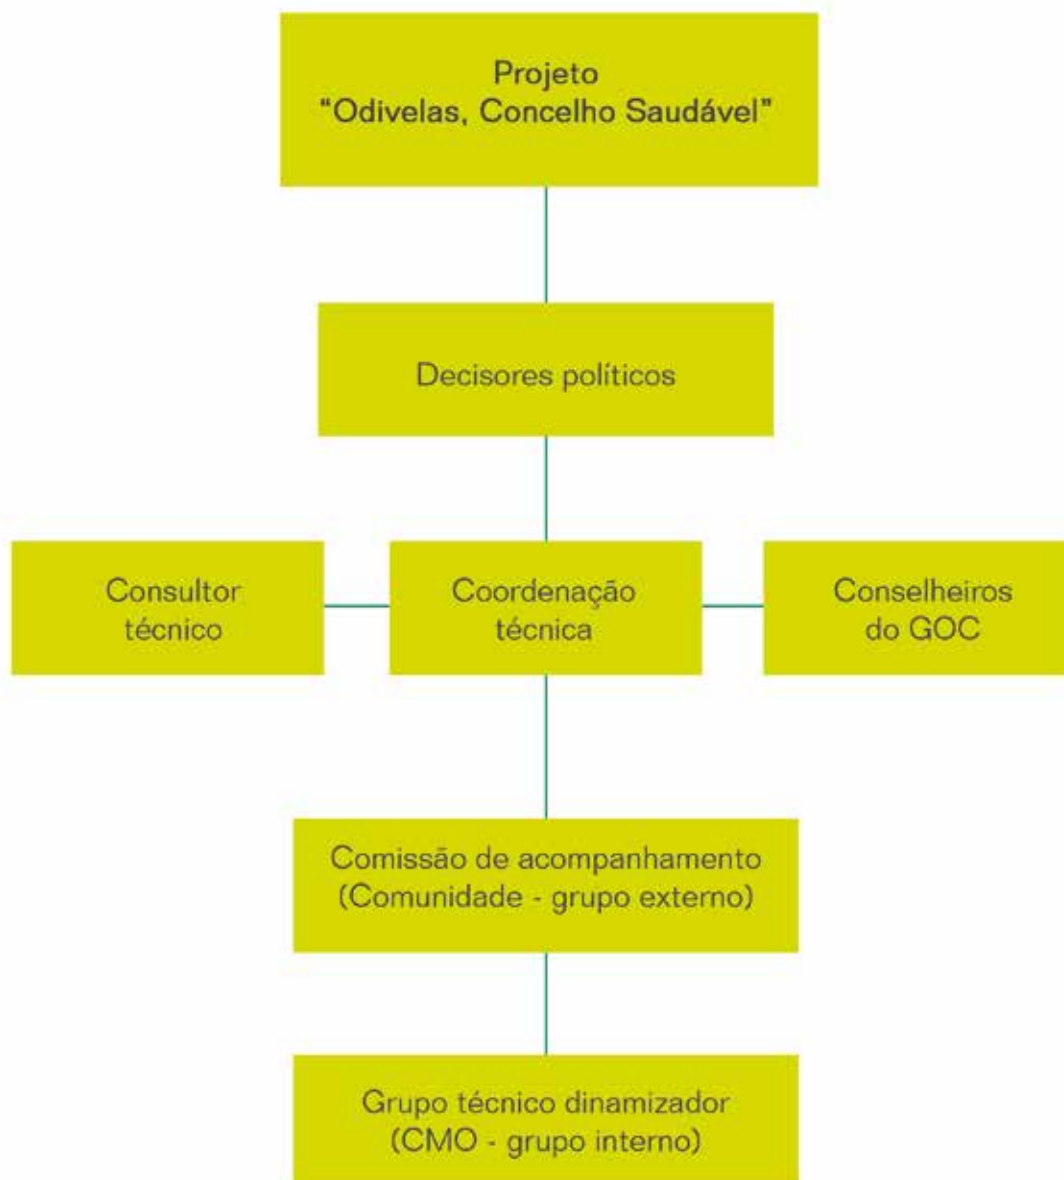 Projeto
“Odivelas, Concelho Saudável”
Decisores políticos
Consultor
técnico
Coordenação
técnica
Conselheiros
do GOC
Comissão de acompanhamento
(Comunidade - grupo externo)
Grupo técnico dinamizador
(CMO - grupo interno)